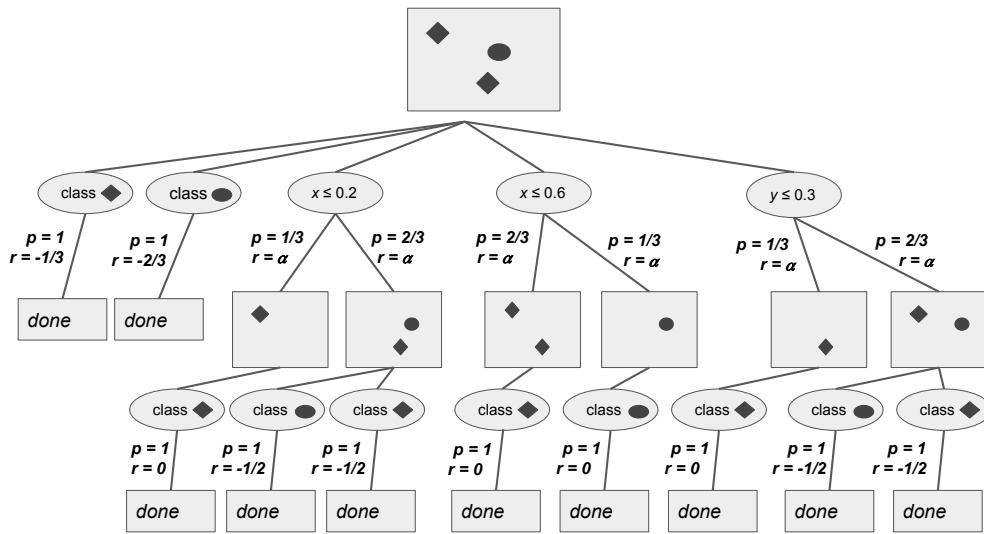 class
class
x ≤ 0.2
x ≤ 0.6
y ≤ 0.3
p = 1
r = -1/3
p = 1
r = -2/3
p = 1/3
r = α
p = 2/3
r = α
p = 2/3
r = α
p = 1/3
r = α
p = 1/3
r = α
p = 2/3
r = α
done
done
class
class
class
class
class
class
class
class
p = 1
r = 0
p = 1
r = -1/2
p = 1
r = -1/2
p = 1
r = 0
p = 1
r = 0
p = 1
r = 0
p = 1
r = -1/2
p = 1
r = -1/2
done
done
done
done
done
done
done
done